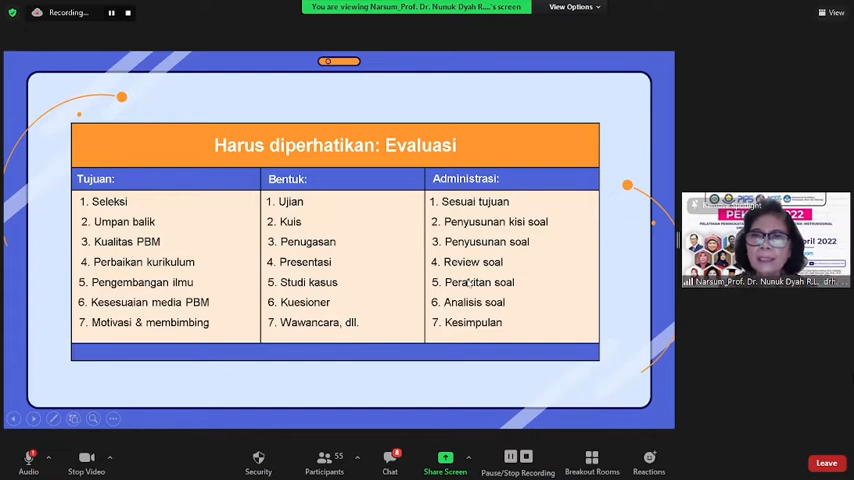 Recording...
You are viewing Narsum_Prof. Dr. Nunuk Dyah R....'s screen
View Options
View
Harus diperhatikan: Evaluasi
Tujuan:
1. Seleksi
2. Umpan balik
3. Kualitas PBM
4. Perbaikan kurikulum
5. Pengembangan ilmu
6. Kesesuaian media PBM
7. Motivasi & membimbing
Bentuk:
1. Ujian
2. Kuis
3. Penugasan
4. Presentasi
5. Studi kasus
6. Kuesioner
7. Wawancara, dll.
Administrasi:
1. Sesuai tujuan
2. Penyusunan kisi soal
3. Penyusunan soal
4. Review soal
5. Perakitan soal
6. Analisis soal
7. Kesimpulan
2022
April 2022
Narsum_Prof. Dr. Nunuk Dyah R.L., drh...
Audio
1
Stop Video
Security
Participants
55
Chat
8
Share Screen
Pause/Stop Recording
Breakout Rooms
Reactions
Leave